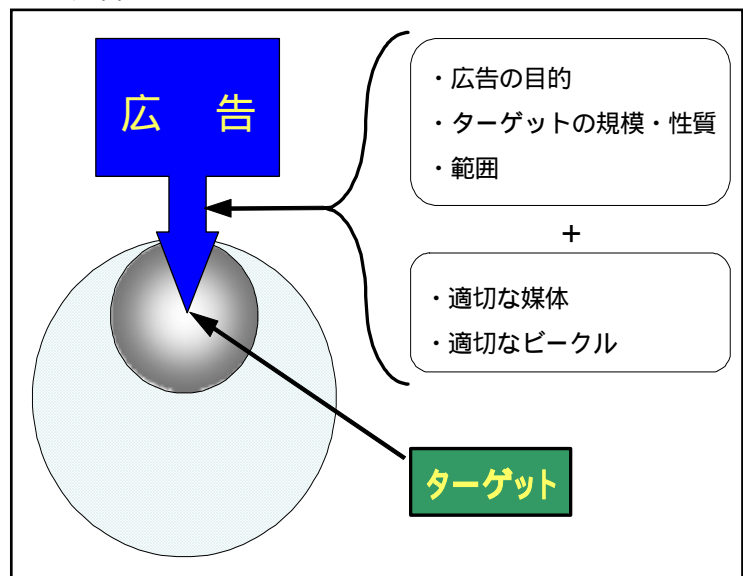 広 告
・広告の目的
・ターゲットの規模・性質
・範囲
+
・適切な媒体
・適切なビークル
ターゲット